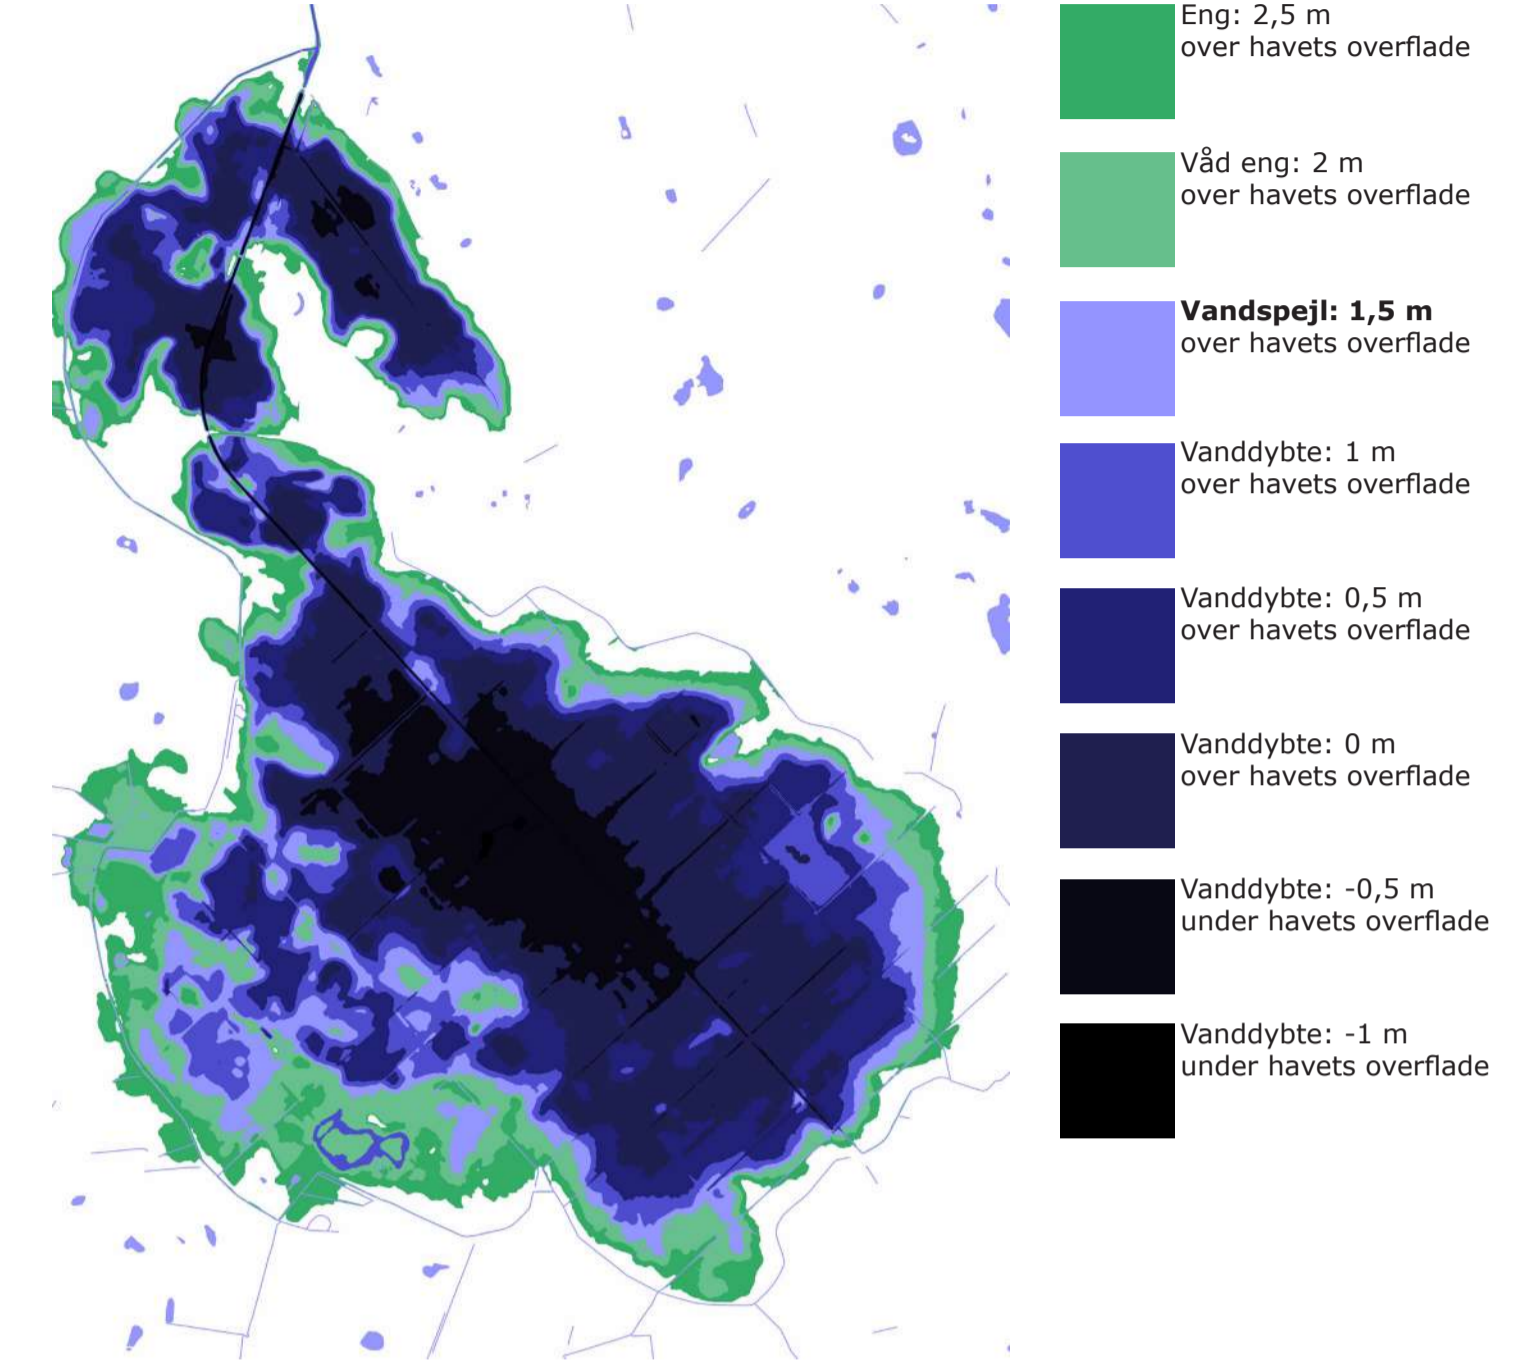 Eng: 2,5 m
over havets overflade
Våd eng: 2 m
over havets overflade
Vandspejl: 1,5 m
over havets overflade
Vanddybte: 1 m
over havets overflade
Vanddybte: 0,5 m
over havets overflade
Vanddybte: 0 m
over havets overflade
Vanddybte: -0,5 m
under havets overflade
Vanddybte: -1 m
under havets overflade